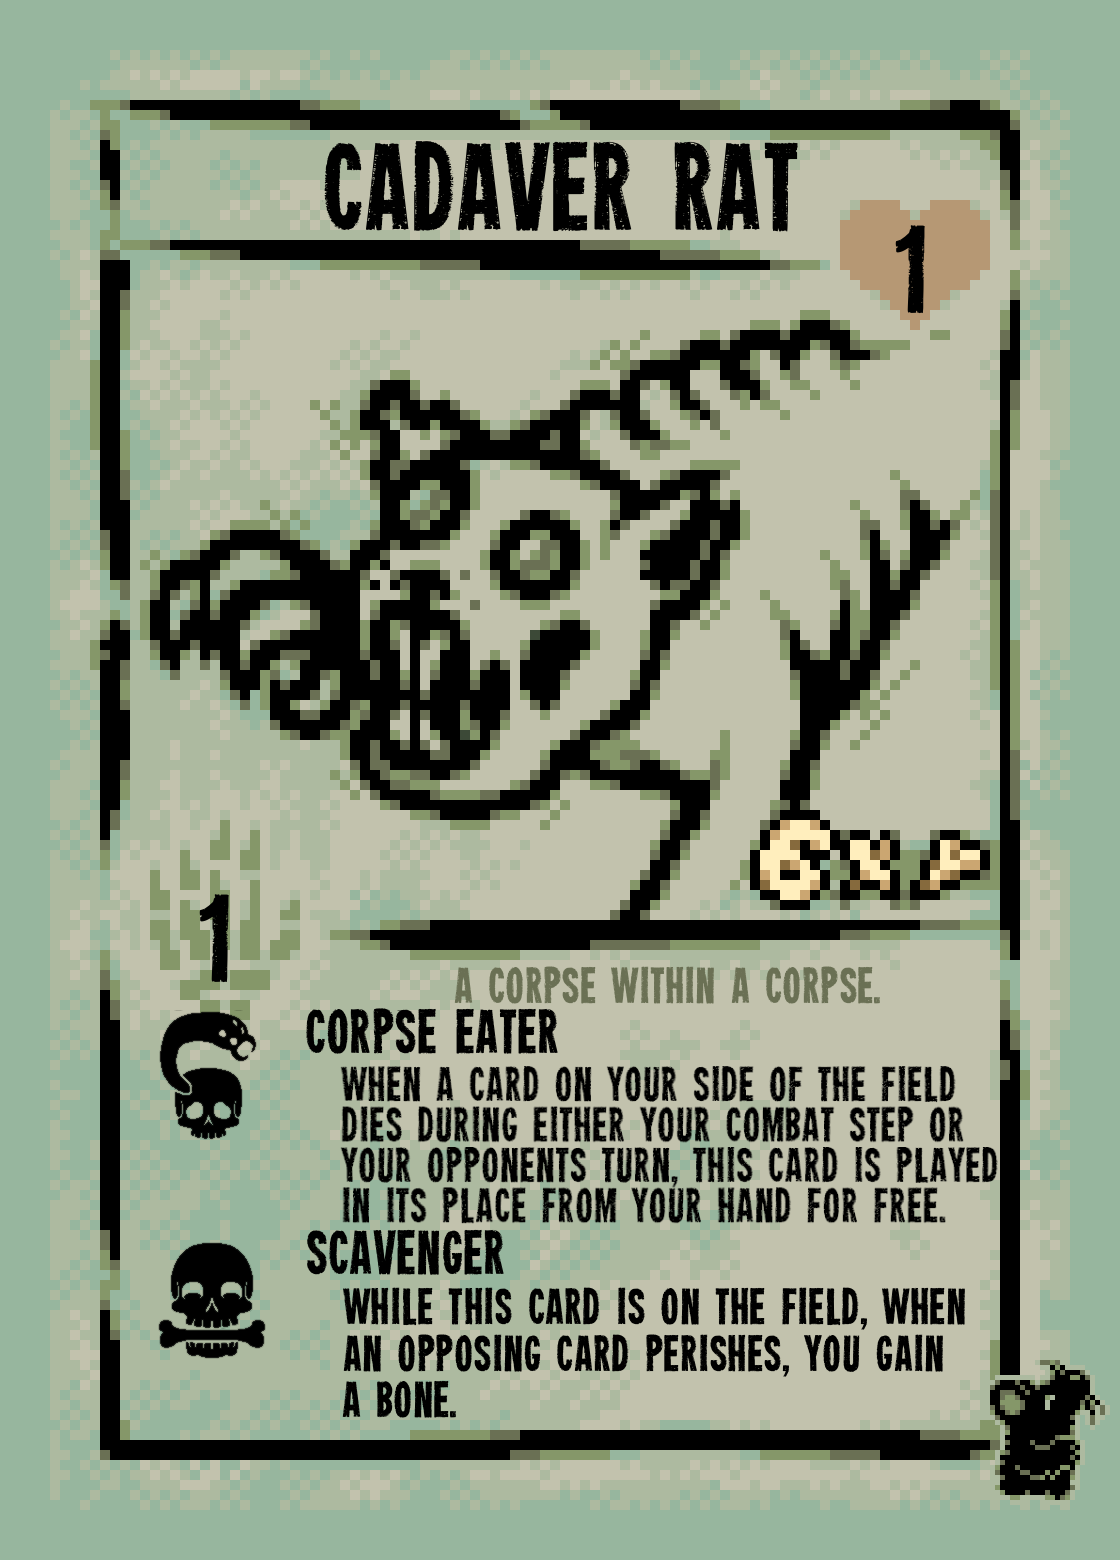 CADAVER RAT
1
6X
1
A CORPSE WITHIN A CORPSE.
CORPSE EATER
WHEN A CARD ON YOUR SIDE OF THE FIELD
DIES DURING EITHER YOUR COMBAT STEP OR
YOUR OPPONENTS TURN, THIS CARD IS PLAYED
IN ITS PLACE FROM YOUR HAND FOR FREE.
SCAVENGER
WHILE THIS CARD IS ON THE FIELD, WHEN
AN OPPOSING CARD PERISHES, YOU GAIN
A BONE.